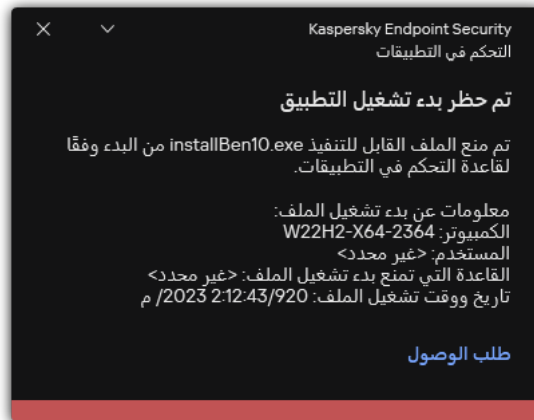 Kaspersky Endpoint Security
التحكم في التطبيقات
تم حظر بدء تشغيل التطبيق
تم منع الملف القابل للتنفيذ installBen10.exe من البدء وفقًا
لقاعدة التحكم في التطبيقات.
معلومات عن بدء تشغيل الملف:
الكمبيوتر: W22H2-X64-2364
المستخدم: <غير محدد>
القاعدة التي تمنع بدء تشغيل الملف: <غير محدد>
تاريخ ووقت تشغيل الملف: 920/2:12:43 2023/ م
طلب الوصول